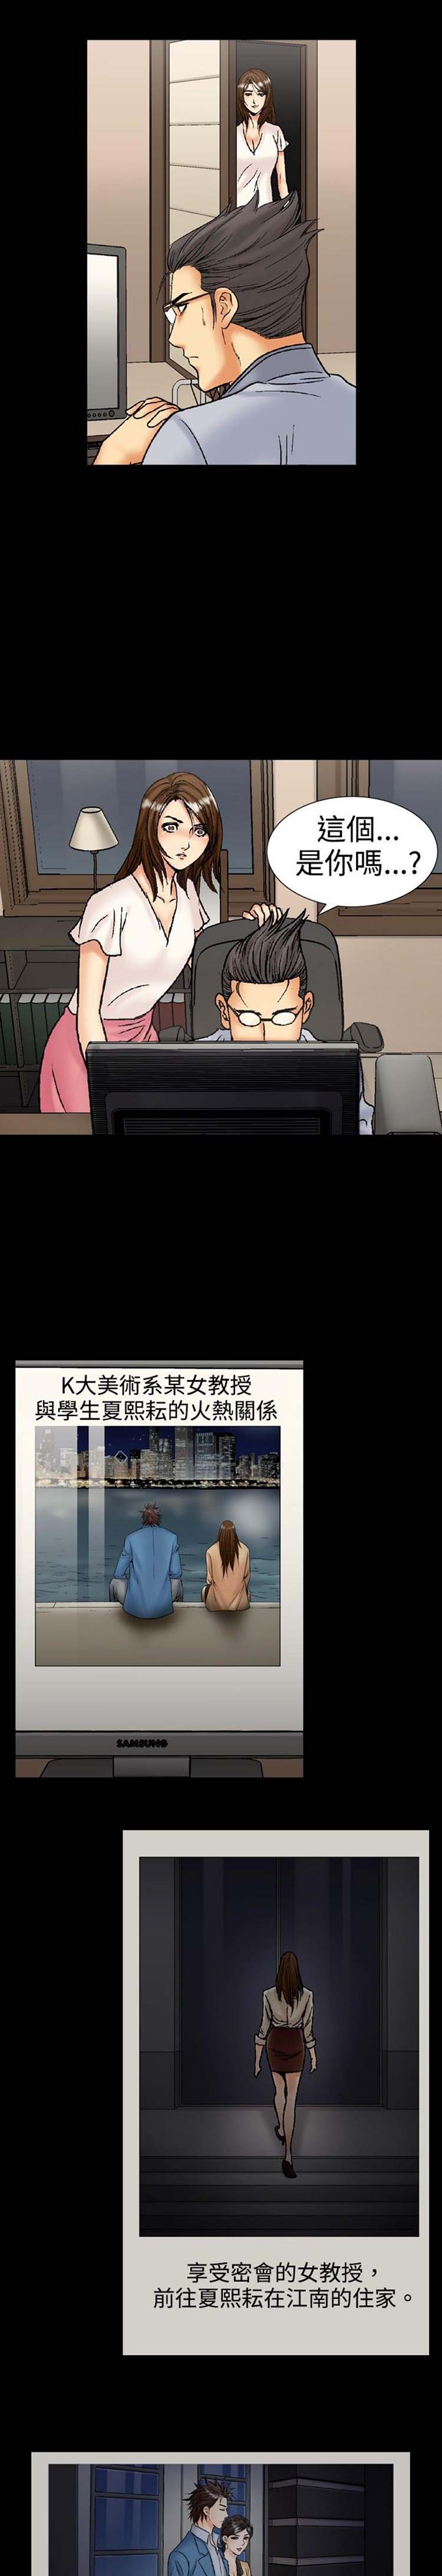 這個...
是你嗎...?
K大美術系某女教授
與學生夏熙耘的火熱關係
SAMSUNG
享受密會的女教授，
前往夏熙耘在江南的住家。